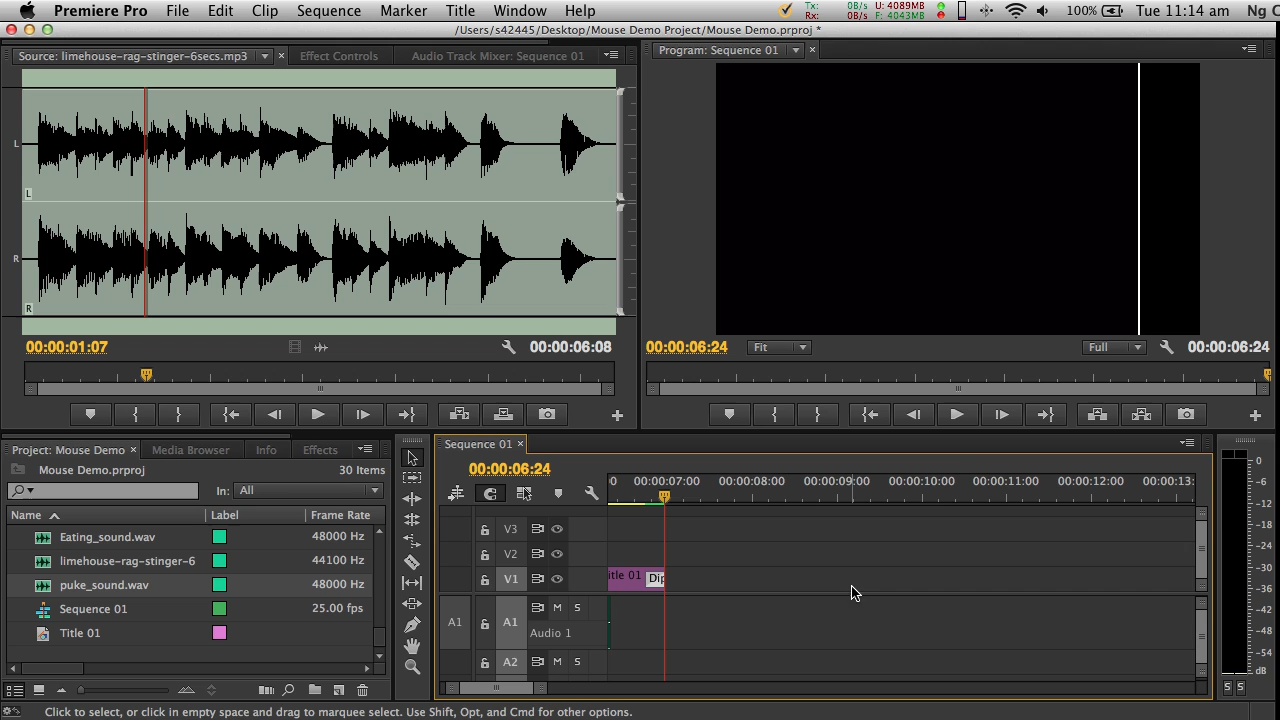 Premiere Pro File Edit Clip Sequence Marker Title Window Help Tx: 0B/s U: 4089MB 100% Tue 11:14 am Ng C
Rx: 0B/s F: 4043MB
/Users/s42445/Desktop/Mouse Demo Project/Mouse Demo.prproj *
Source: limehouse-rag-stinger-6secs.mp3 × Effect Controls Audio Track Mixer: Sequence 01 Program: Sequence 01 ×
L
L
R
R
00:00:01:07 00:00:06:08 00:00:06:24 Fit Full 00:00:06:24
Project: Mouse Demo × Media Browser Info Effects
Mouse Demo.prproj 30 Items
In: All
Name Label Frame Rate
Eating_sound.wav 48000 Hz
limehouse-rag-stinger-6 44100 Hz
puke_sound.wav 48000 Hz
Sequence 01 25.00 fps
Title 01
Sequence 01 ×
00:00:06:24
0 00:00:07:00 00:00:08:00 00:00:09:00 00:00:10:00 00:00:11:00 00:00:12:00 00:00:13:
V3
V2
V1 itle 01 Dip
A1 A1 M S
Audio 1
A2 M S
0
-6
-12
-18
-24
-30
-36
-42
-48
-54
dB
S S
Click to select, or click in empty space and drag to marquee select. Use Shift, Opt, and Cmd for other options.